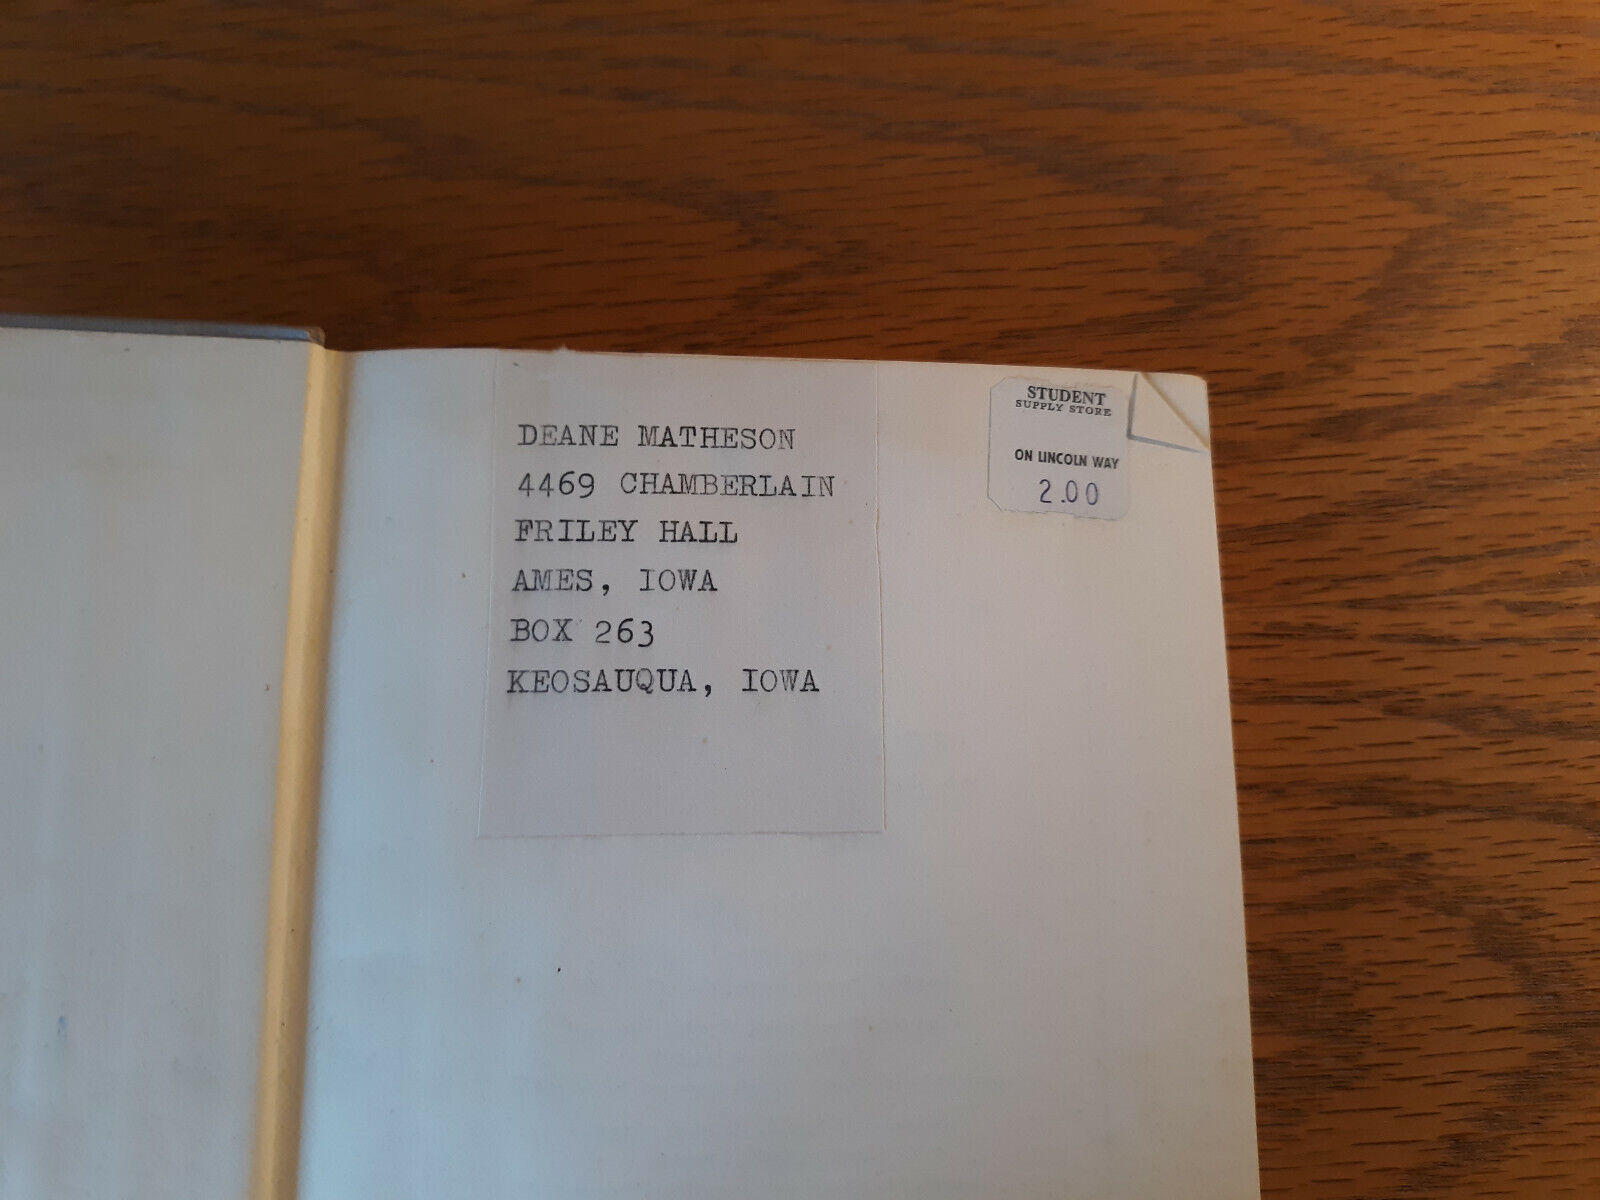 DEANE MATHESON
4469 CHAMBERLAIN
FRILEY HALL
AMES, IOWA
BOX 263
KEOSAUQUA, IOWA
STUDENT
SUPPLY STORE
ON LINCOLN WAY
2.00